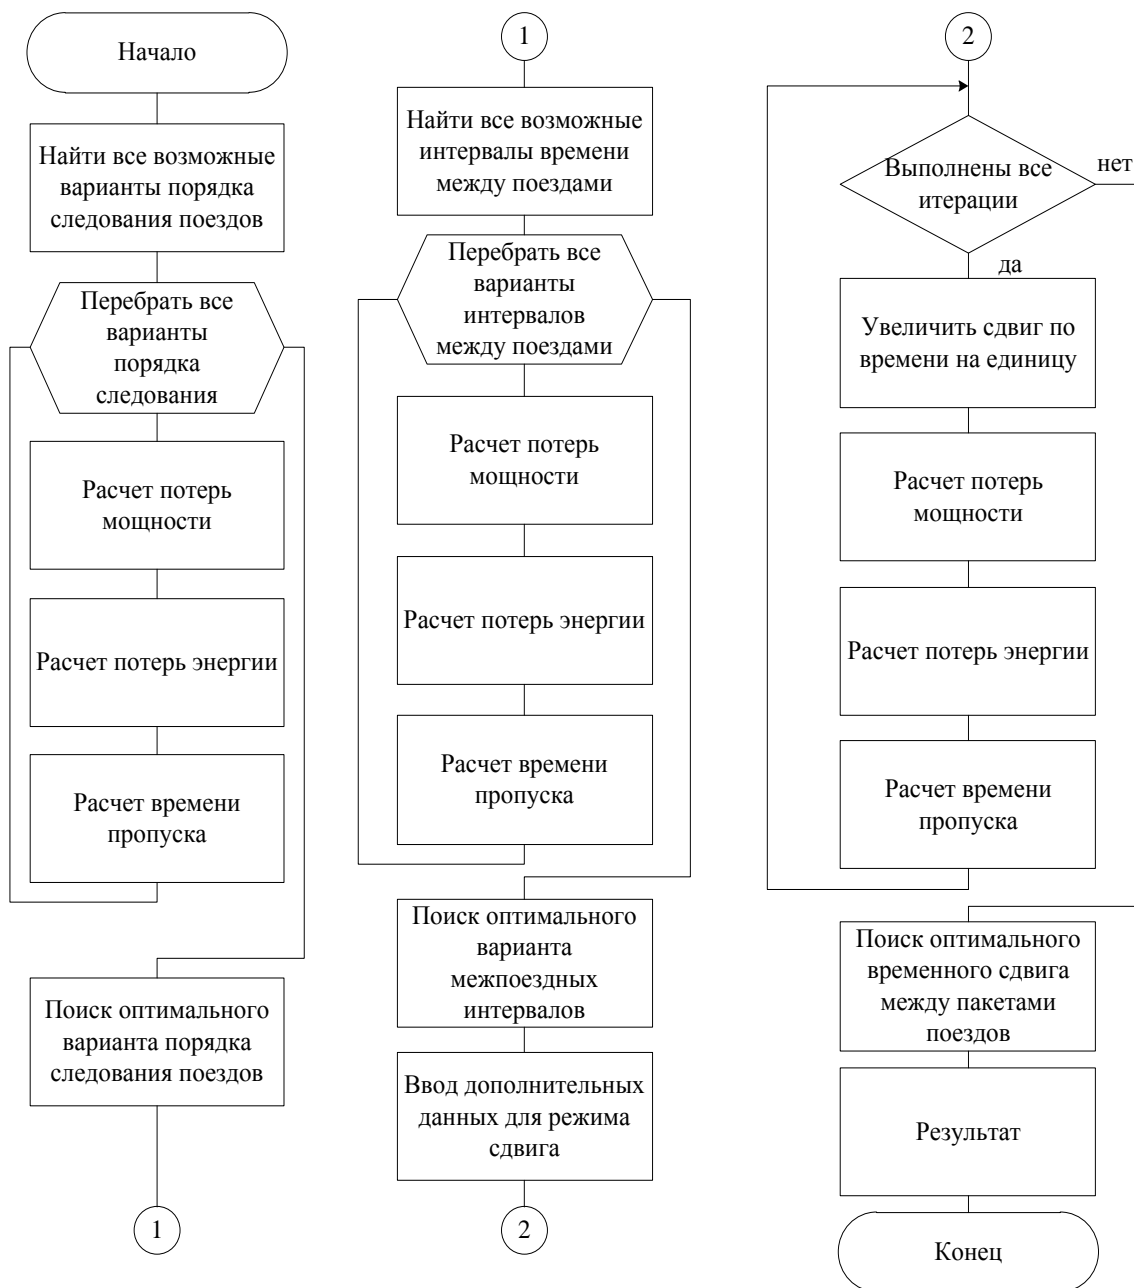 Начало
Найти все возможные
варианты порядка
следования поездов
Перебрать все
варианты
порядка
следования
Расчет потерь
мощности
Расчет потерь энергии
Расчет времени
пропуска
Поиск оптимального
варианта порядка
следования поездов
1
1
Найти все возможные
интервалы времени
между поездами
Перебрать все
варианты
интервалов
между поездами
Расчет потерь
мощности
Расчет потерь энергии
Расчет времени
пропуска
Поиск оптимального
варианта
межпоездных
интервалов
Ввод дополнительных
данных для режима
сдвига
2
2
Выполнены все
итерации
нет
да
Увеличить сдвиг по
времени на единицу
Расчет потерь
мощности
Расчет потерь энергии
Расчет времени
пропуска
Поиск оптимального
временного сдвига
между пакетами
поездов
Результат
Конец